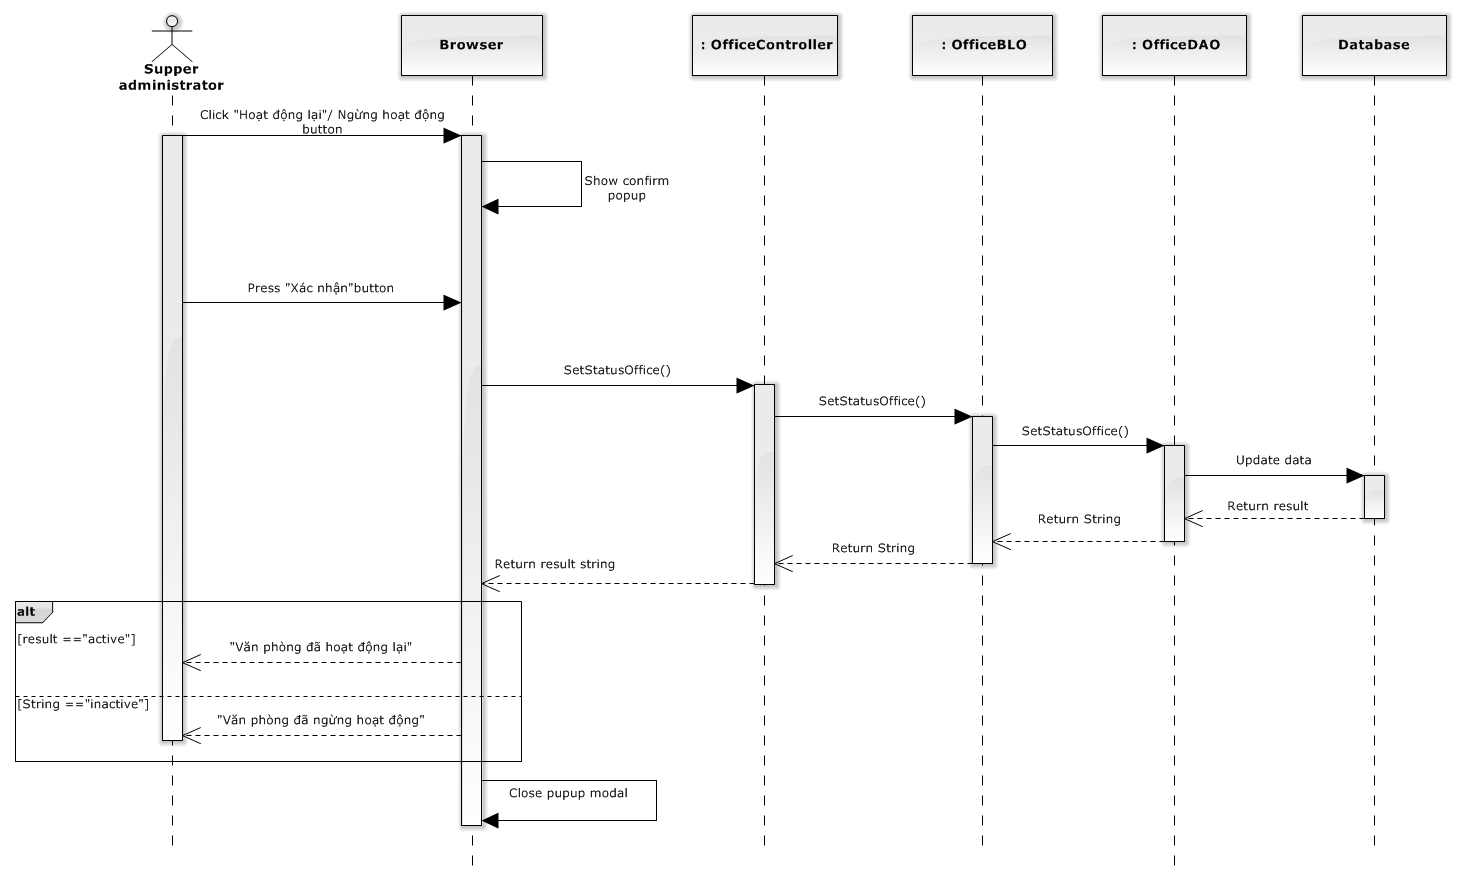 Supper
administrator
Browser
: OfficeController
: OfficeBLO
: OfficeDAO
Database
Click "Hoạt động lại"/ Ngừng hoạt động
button
Show confirm
popup
Press "Xác nhận"button
SetStatusOffice()
SetStatusOffice()
SetStatusOffice()
Update data
Return result
Return String
Return String
Return result string
alt
[result =="active"]
"Văn phòng đã hoạt động lại"
[String =="inactive"]
"Văn phòng đã ngừng hoạt động"
Close pupup modal